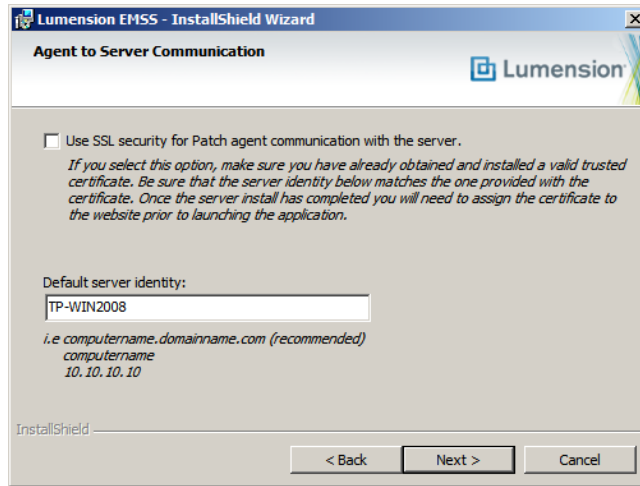 Lumension EMSS - InstallShield Wizard
Agent to Server Communication
Lumension
Use SSL security for Patch agent communication with the server.
If you select this option, make sure you have already obtained and installed a valid trusted
certificate. Be sure that the server identity below matches the one provided with the
certificate. Once the server install has completed you will need to assign the certificate to
the website prior to launching the application.
Default server identity:
TP-WIN2008
i.e computername.domainname.com (recommended)
computername
10.10.10.10
InstallShield
< Back Next > Cancel